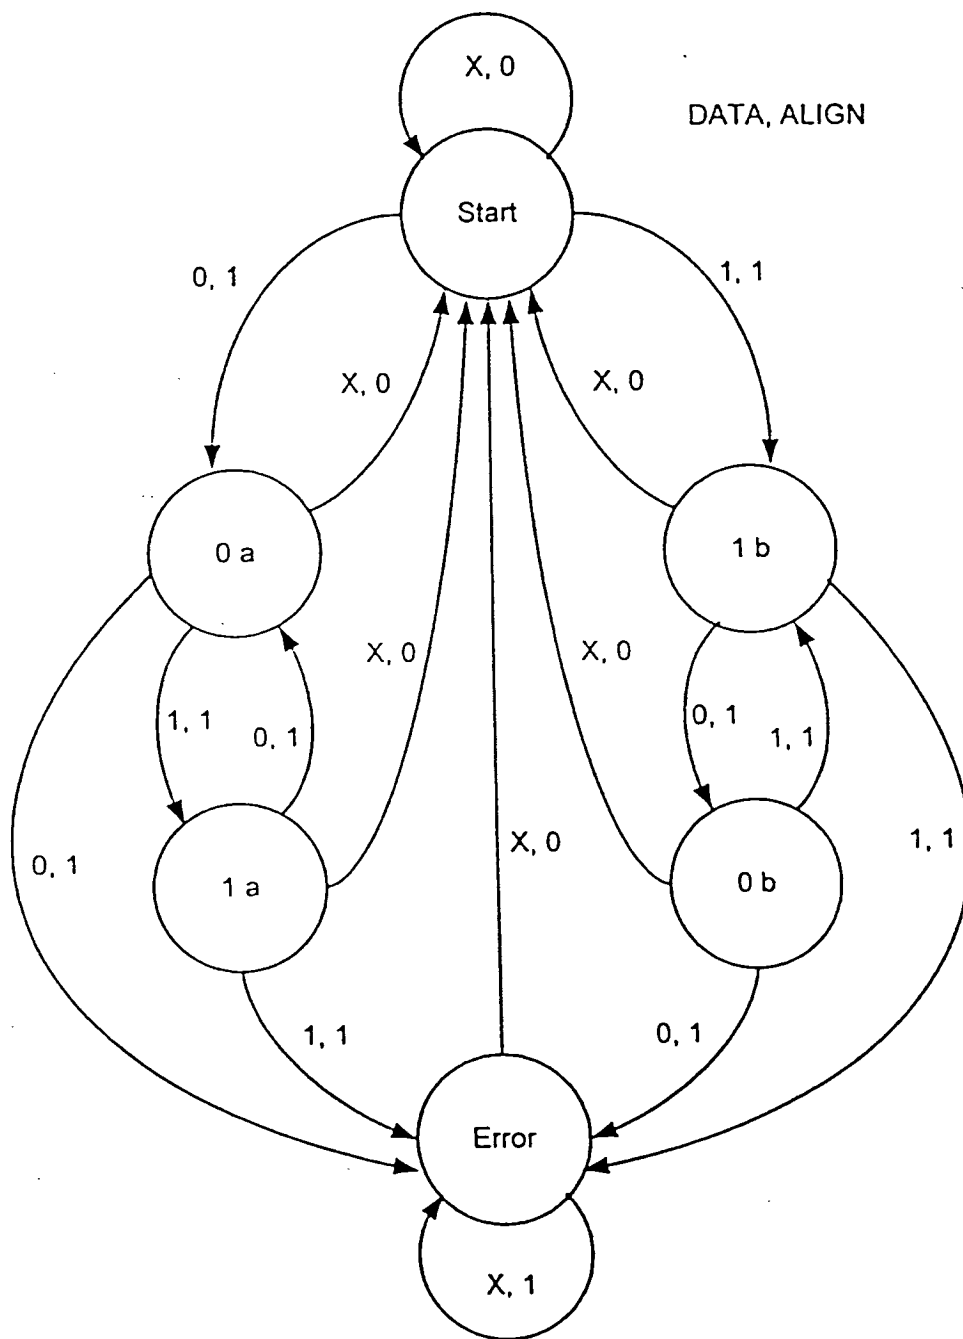 X, 0
DATA, ALIGN
Start
0, 1
1, 1
X, 0
X, 0
0 a
1 b
X, 0
X, 0
1, 1
0, 1
0, 1
1, 1
0, 1
X, 0
1, 1
1 a
0 b
1, 1
0, 1
Error
X, 1